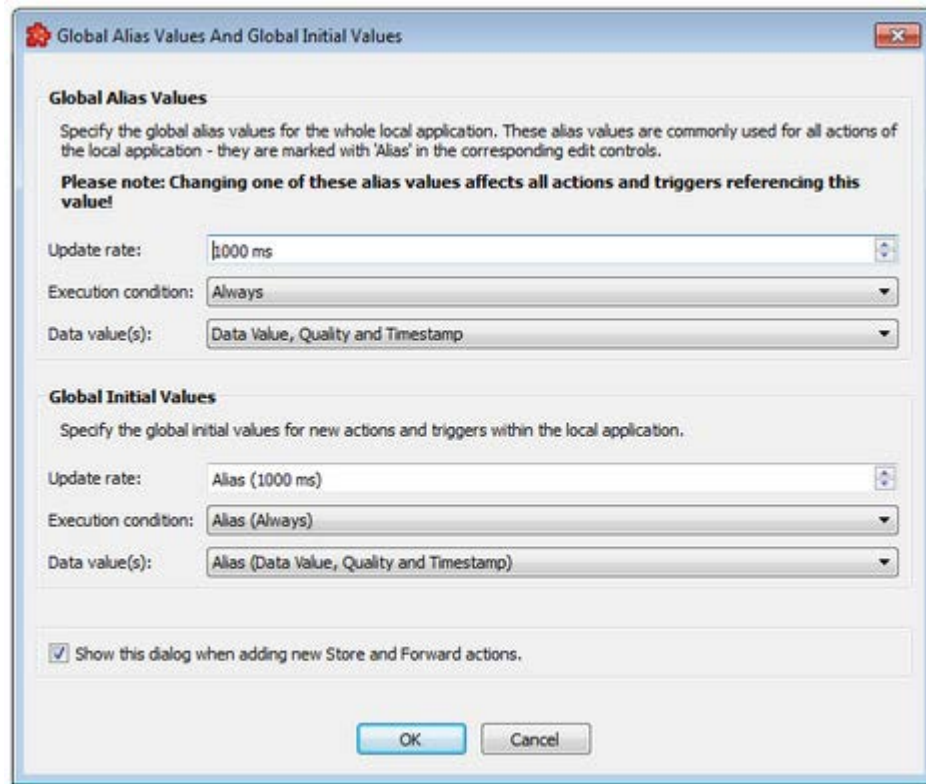 Global Alias Values And Global Initial Values
Global Alias Values
Specify the global alias values for the whole local application. These alias values are commonly used for all actions of
the local application - they are marked with 'Alias' in the corresponding edit controls.
Please note: Changing one of these alias values affects all actions and triggers referencing this
value!
Update rate: 1000 ms
Execution condition: Always
Data value(s): Data Value, Quality and Timestamp
Global Initial Values
Specify the global initial values for new actions and triggers within the local application.
Update rate: Alias (1000 ms)
Execution condition: Alias (Always)
Data value(s): Alias (Data Value, Quality and Timestamp)
Show this dialog when adding new Store and Forward actions.
OK Cancel